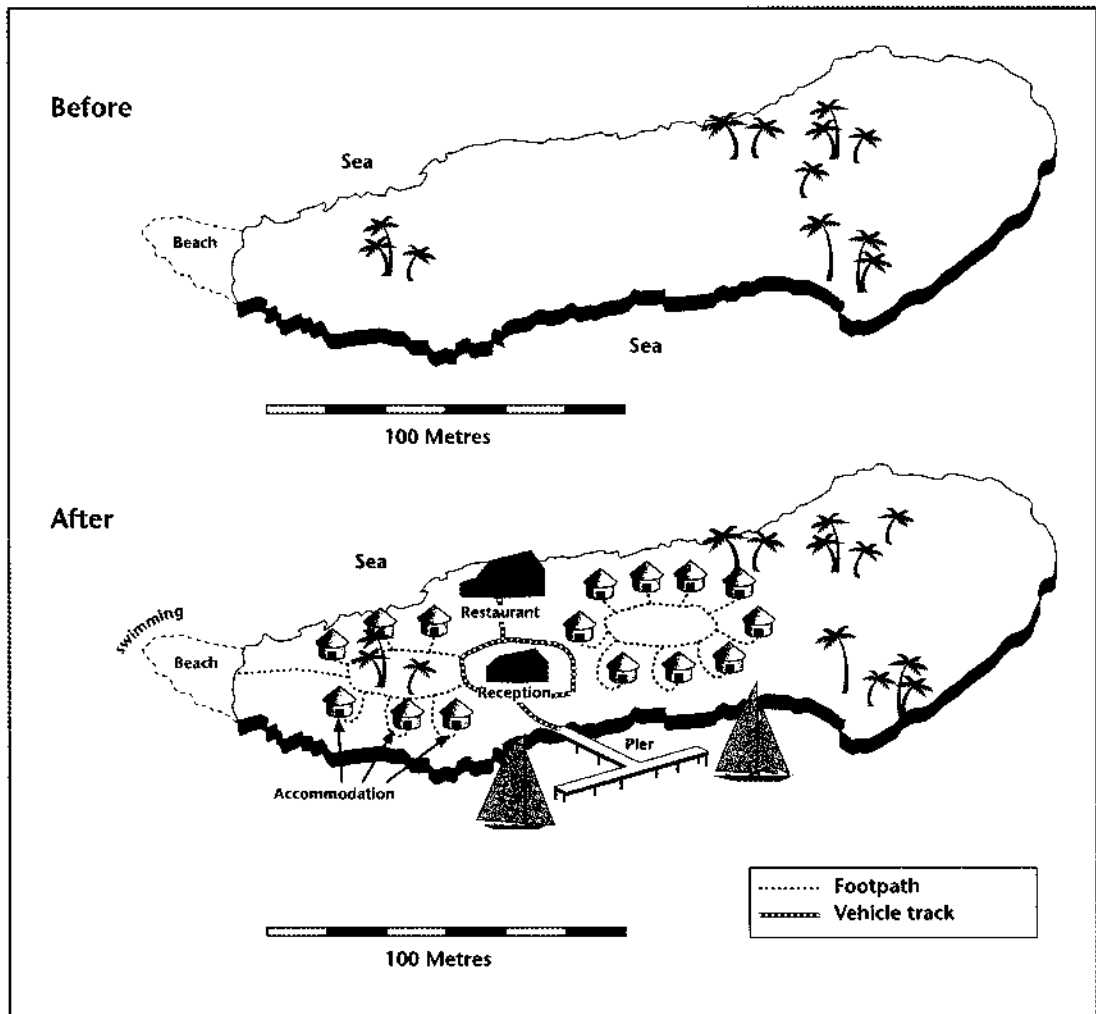 Before
Sea
Beach
Sea
100 Metres
After
Sea
swimming
Restaurant
Beach
Reception
Pier
Accommodation
Footpath
Vehicle track
100 Metres